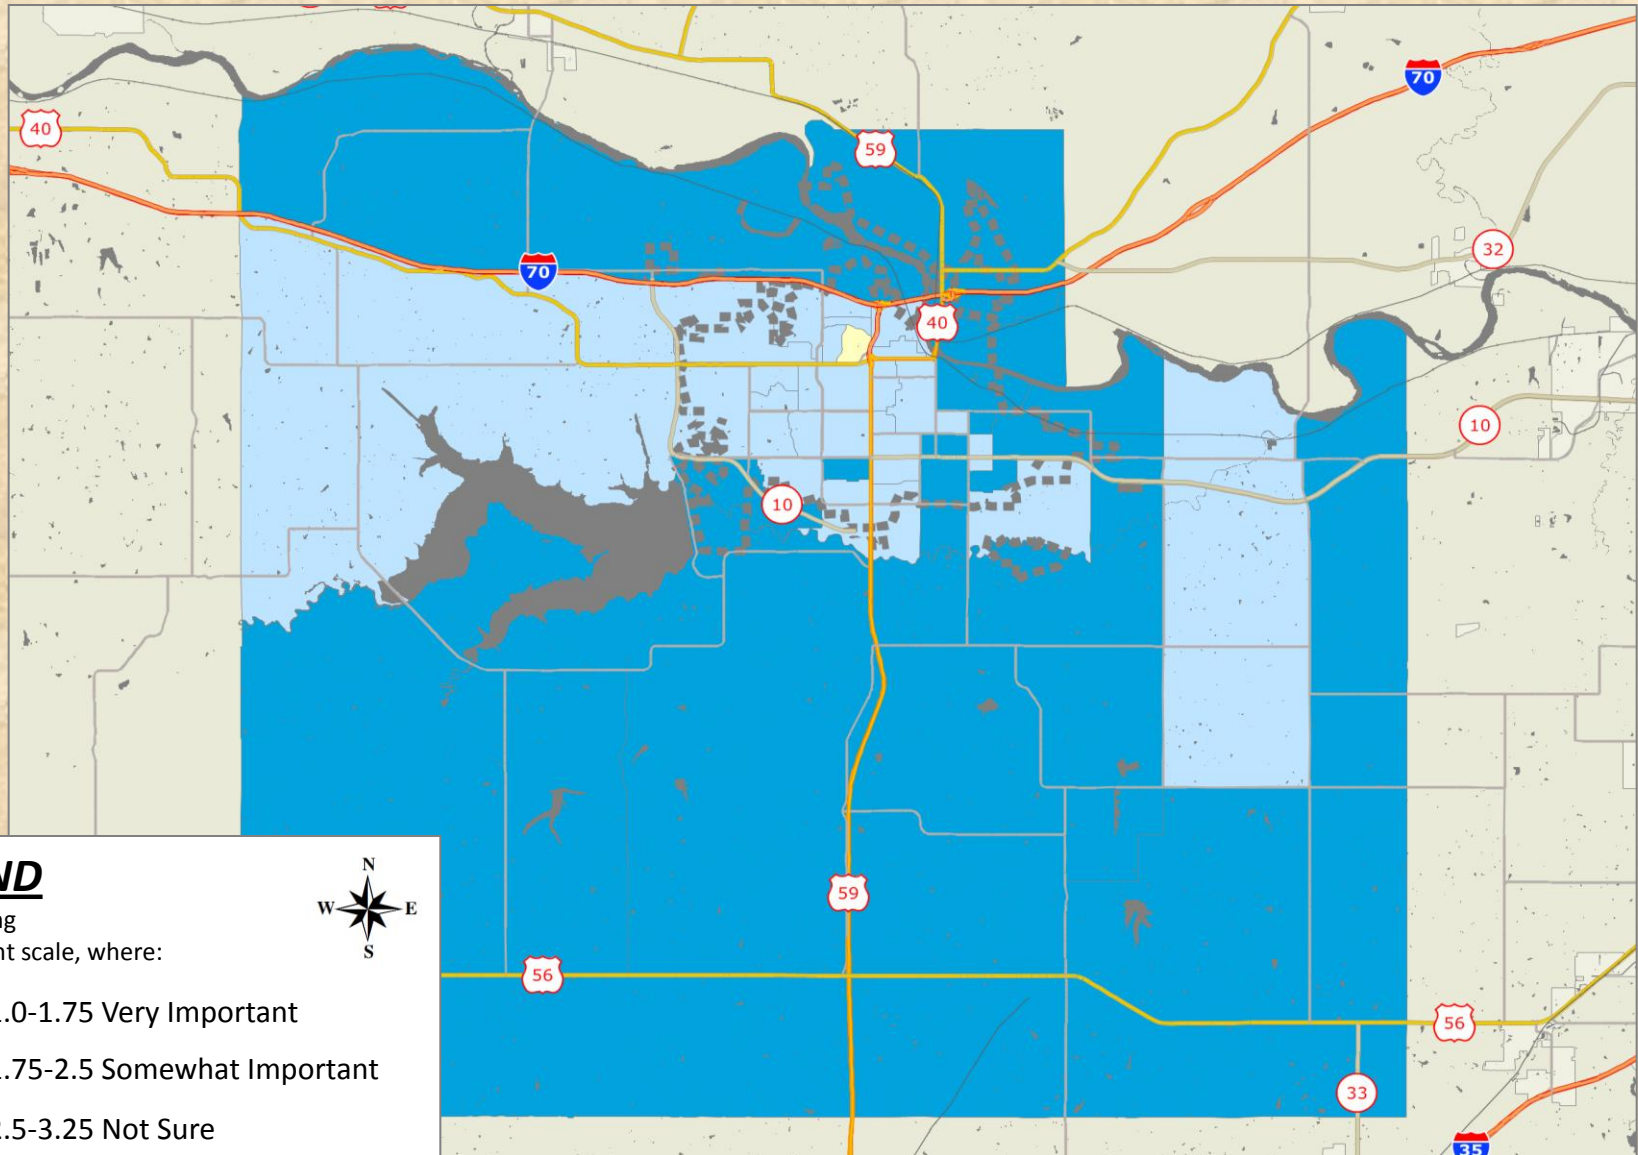 70
40
59
32
70
40
10
10
59
56
56
33
35
N
W E
S
ND
ng
nt scale, where:
.0-1.75 Very Important
.75-2.5 Somewhat Important
.5-3.25 Not Sure